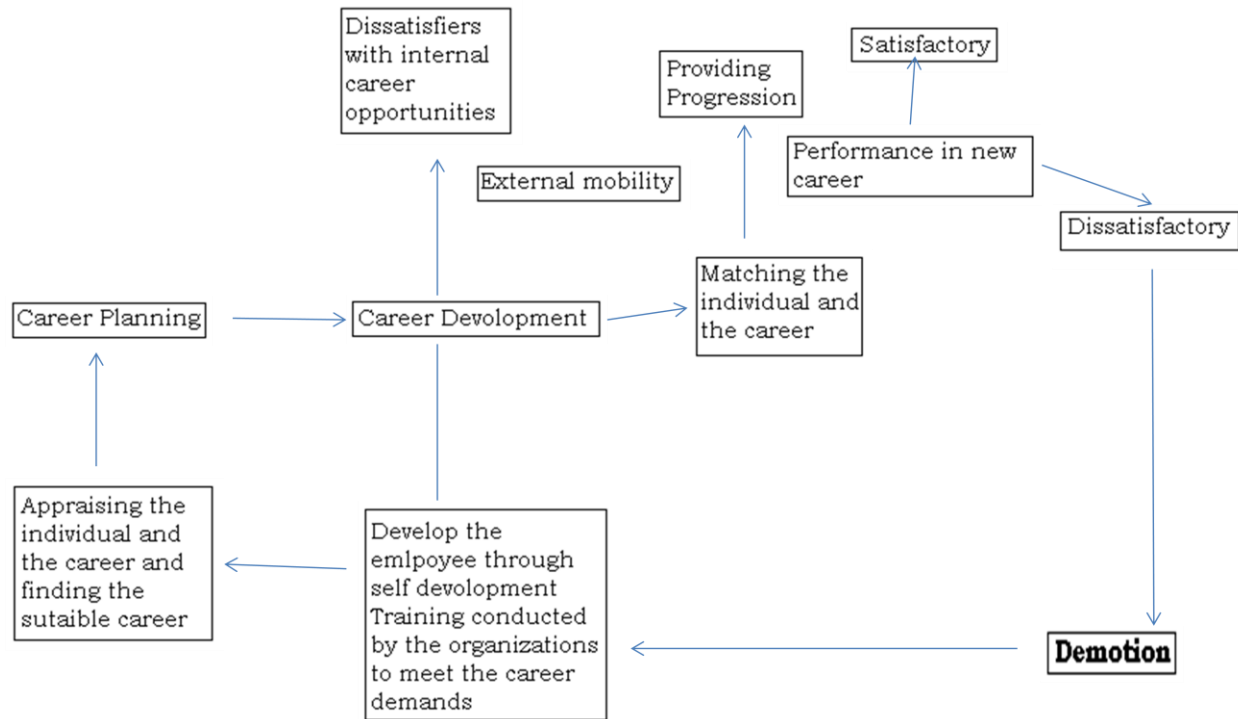 Dissatisfiers
with internal
career
opportunities
Satisfactory
Providing
Progression
Performance in new
career
External mobility
Dissatisfactory
Matching the
individual and
the career
Career Planning
Career Devolopment
Appraising the
individual and
the career and
finding the
sutaible career
Develop the
emlpoyee through
self devolopment
Training conducted
by the organizations
to meet the career
demands
Demotion